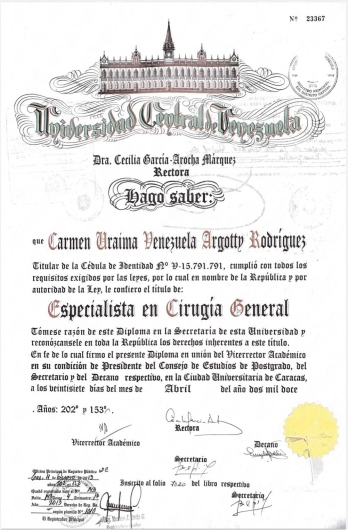 Nº 23367
Universidad Central de Venezuela
Dra. Cecilia García-Arocha Márquez
Rectora
Hago saber:
que Carmen Uraima Venezuela Argotty Rodríguez
Titular de la Cédula de Identidad Nº V-15.791.791, cumplió con todos los
requisitos exigidos por las leyes, por lo cual en nombre de la República y por
autoridad de la Ley, le confiero el título de:
Especialista en Cirugía General
Tómese razón de este Diploma en la Secretaría de esta Universidad y
reconózcansele en toda la República los derechos inherentes a este título.
En fe de lo cual firmo el presente Diploma en unión del Vicerrector Académico
en su condición de Presidente del Consejo de Estudios de Postgrado, del
Secretario y del Decano respectivo, en la Ciudad Universitaria de Caracas,
a los veintisiete días del mes de Abril del año dos mil doce
. Años: 202º y 153º.
Rectora
Vicerrector Académico
Decano
Secretario
Inscrito al folio del libro respectivo
Secretario
El Registrador Principal